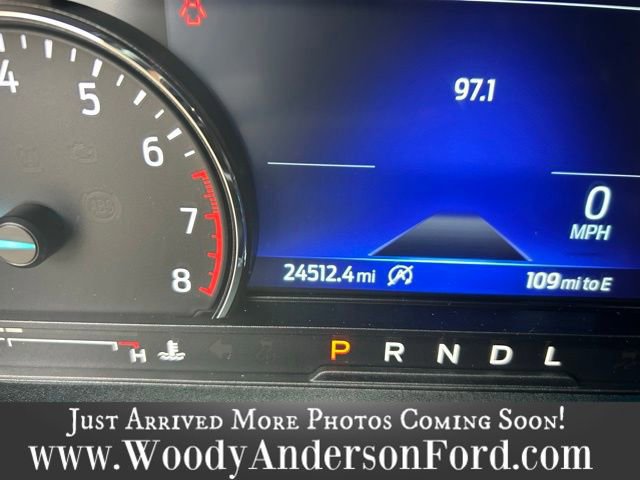 97.1
4
5
6
7
8
0
MPH
24512.4 mi
109 mi to E
H
P R N D L
Just Arrived More Photos Coming Soon!
www.WoodyAndersonFord.com